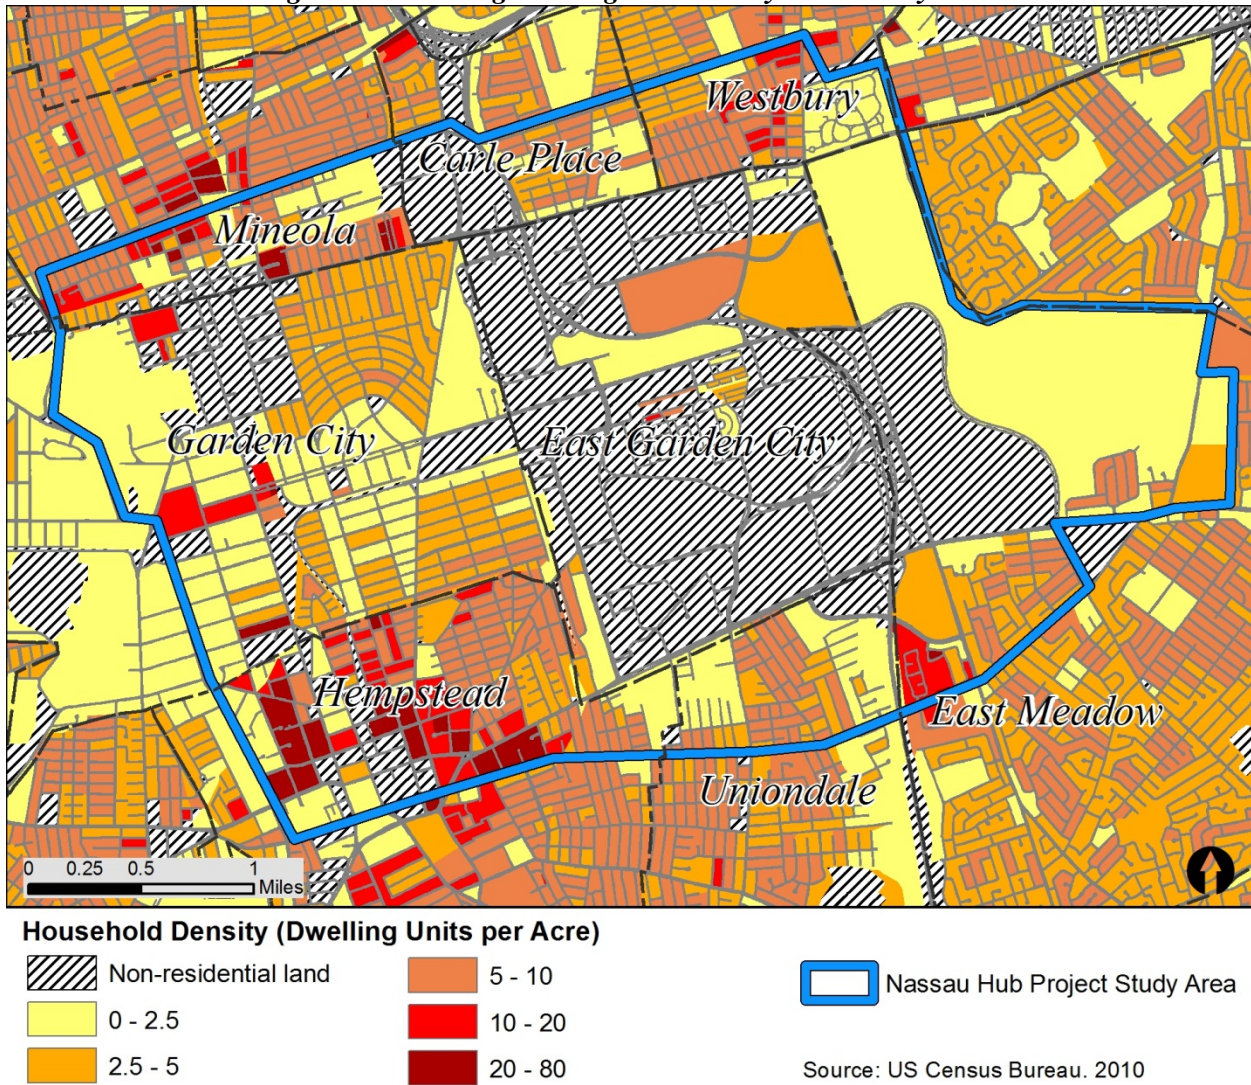 Westbury
Carle Place
Mineola
Garden City
East Garden City
Hempstead
East Meadow
Uniondale
0 0.25 0.5 1
Miles
Household Density (Dwelling Units per Acre)
Non-residential land
0 - 2.5
2.5 - 5
5 - 10
10 - 20
20 - 80
Nassau Hub Project Study Area
Source: US Census Bureau. 2010